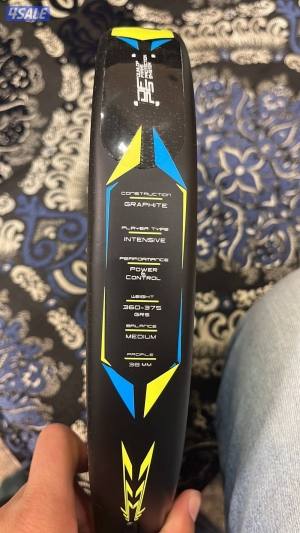 4SALE
CONSTRUCTION
GRAPHITE
PLAYER TYPE
INTENSIVE
PERFORMANCE
POWER
+
CONTROL
WEIGHT
360-375
GRS
BALANCE
MEDIUM
PROFILE
38 MM